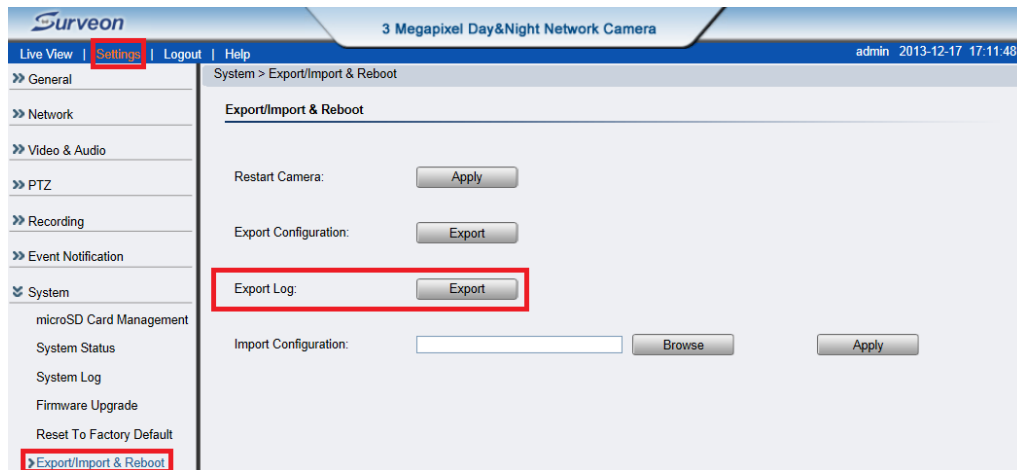 Surveon
3 Megapixel Day&Night Network Camera
Live View | Settings | Logout | Help
admin 2013-12-17 17:11:48
General
Network
Video & Audio
PTZ
Recording
Event Notification
System
microSD Card Management
System Status
System Log
Firmware Upgrade
Reset To Factory Default
Export/Import & Reboot
System > Export/Import & Reboot
Export/Import & Reboot
Restart Camera: Apply
Export Configuration: Export
Export Log: Export
Import Configuration: Browse Apply